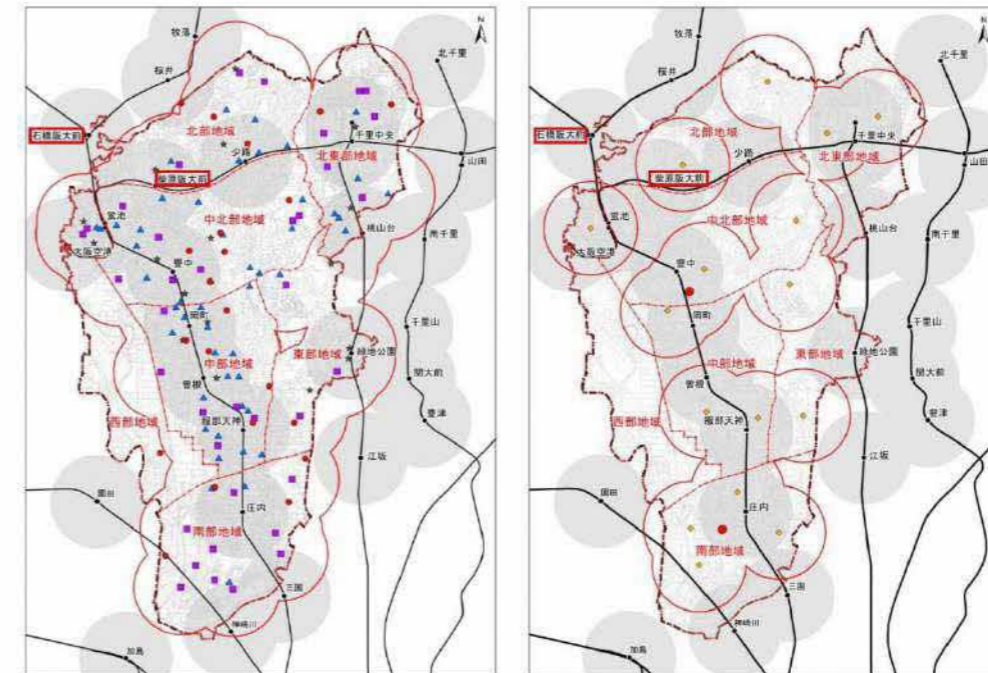 N
牧落
桜井
北千里
石橋阪大前
北部地域
千里中央
少路
北東部地域
山田
柴原阪大前
中北部地域
蛍池
桃山台
南千里
大阪空港
豊中
岡町
千里山
東部地域
緑地公園
中部地域
関大前
曽根
西部地域
服部天神
豊津
江坂
園田
庄内
南部地域
三国
神崎川
加島
N
牧落
桜井
北千里
石橋阪大前
北部地域
千里中央
少路
北東部地域
山田
柴原阪大前
中北部地域
蛍池
桃山台
南千里
大阪空港
豊中
岡町
千里山
東部地域
緑地公園
中部地域
関大前
曽根
西部地域
服部天神
豊津
江坂
園田
庄内
南部地域
三国
神崎川
加島